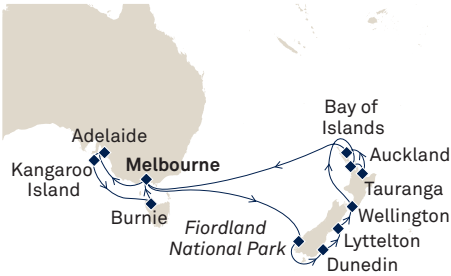 Bay of
Islands
Adelaide
Auckland
Kangaroo
Island
Melbourne
Tauranga
Burnie
Wellington
Fiordland
National Park
Lyttelton
Dunedin